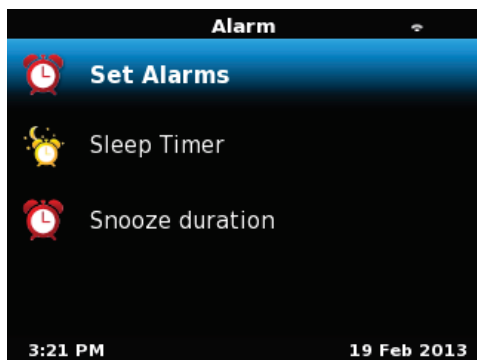 Alarm
Set Alarms
Sleep Timer
Snooze duration
3:21 PM 19 Feb 2013